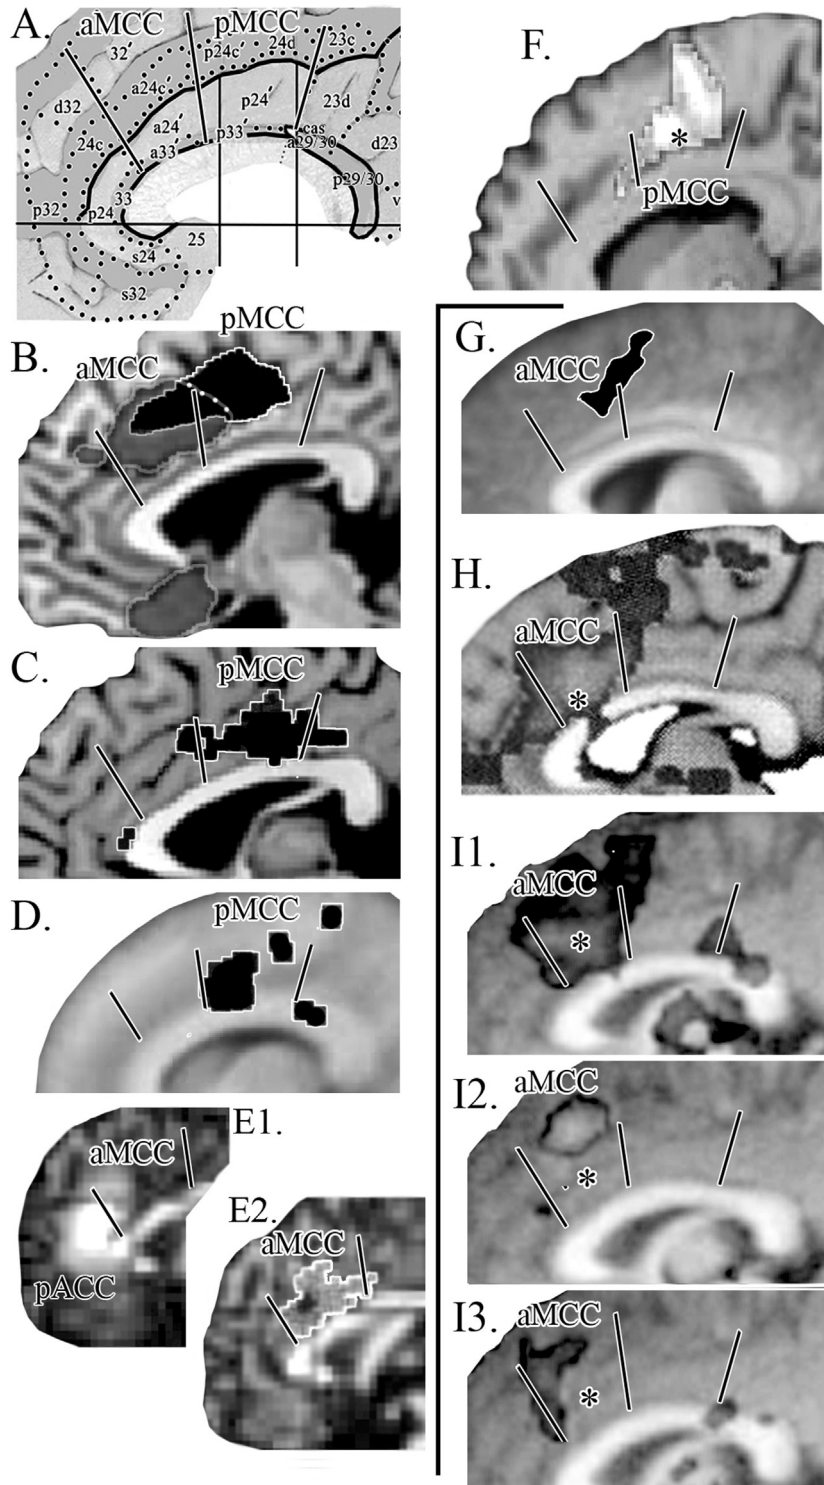 A.
aMCC pMCC
32′ p24c′ 24d 23c
d32 a24c′
24c a24′ p24′ 23d
a33′ p33′ cas
a29/30 d23
33 p29/30
p32 p24 v
25
s24
s32
pMCC
B.
aMCC
C.
pMCC
D.
pMCC
E1.
aMCC
pACC
E2.
aMCC
F.
*
pMCC
G.
aMCC
H.
aMCC
*
I1.
aMCC
*
I2.
aMCC
*
I3.
aMCC
*